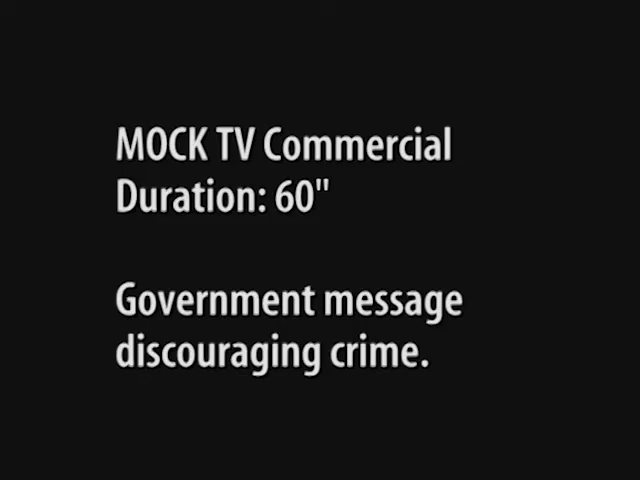 MOCK TV Commercial
Duration: 60"
Government message
discouraging crime.